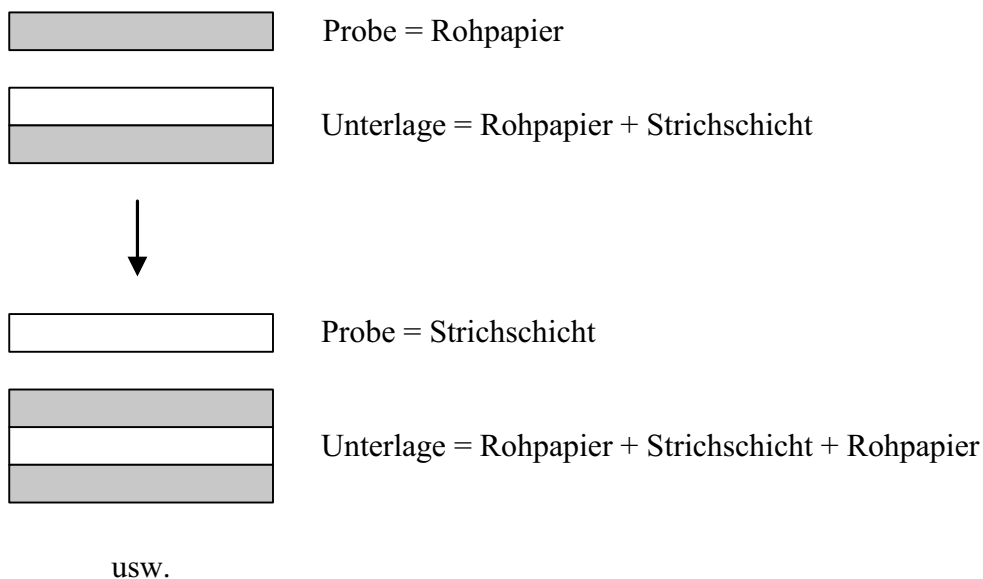 Probe = Rohpapier
Unterlage = Rohpapier + Strichschicht
Probe = Strichschicht
Unterlage = Rohpapier + Strichschicht + Rohpapier
usw.